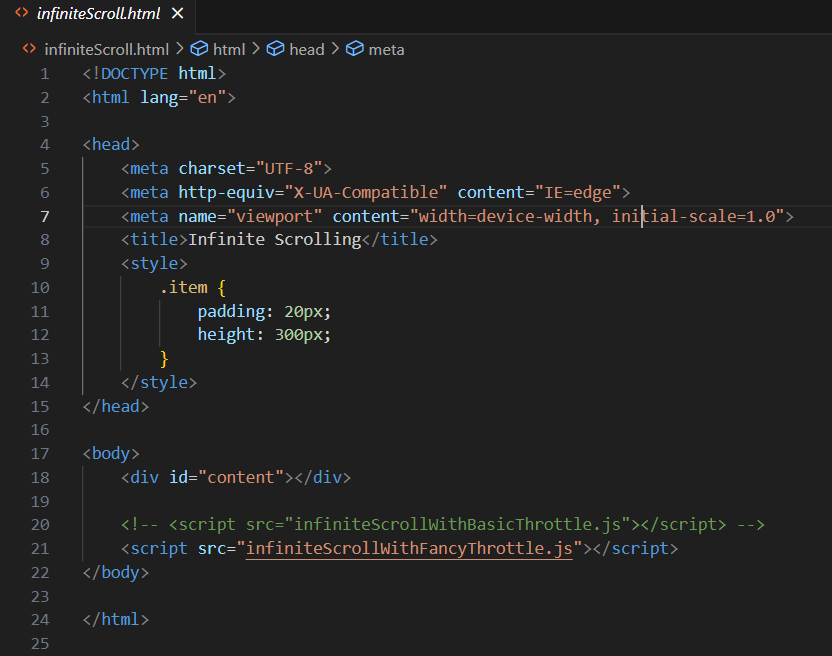 infiniteScroll.html
infiniteScroll.html > html > head > meta
1 <!DOCTYPE html>
2 <html lang="en">
3
4 <head>
5     <meta charset="UTF-8">
6     <meta http-equiv="X-UA-Compatible" content="IE=edge">
7     <meta name="viewport" content="width=device-width, initial-scale=1.0">
8     <title>Infinite Scrolling</title>
9     <style>
10         .item {
11             padding: 20px;
12             height: 300px;
13         }
14     </style>
15 </head>
16
17 <body>
18     <div id="content"></div>
19
20     <!-- <script src="infiniteScrollWithBasicThrottle.js"></script> -->
21     <script src="infiniteScrollWithFancyThrottle.js"></script>
22 </body>
23
24 </html>
25